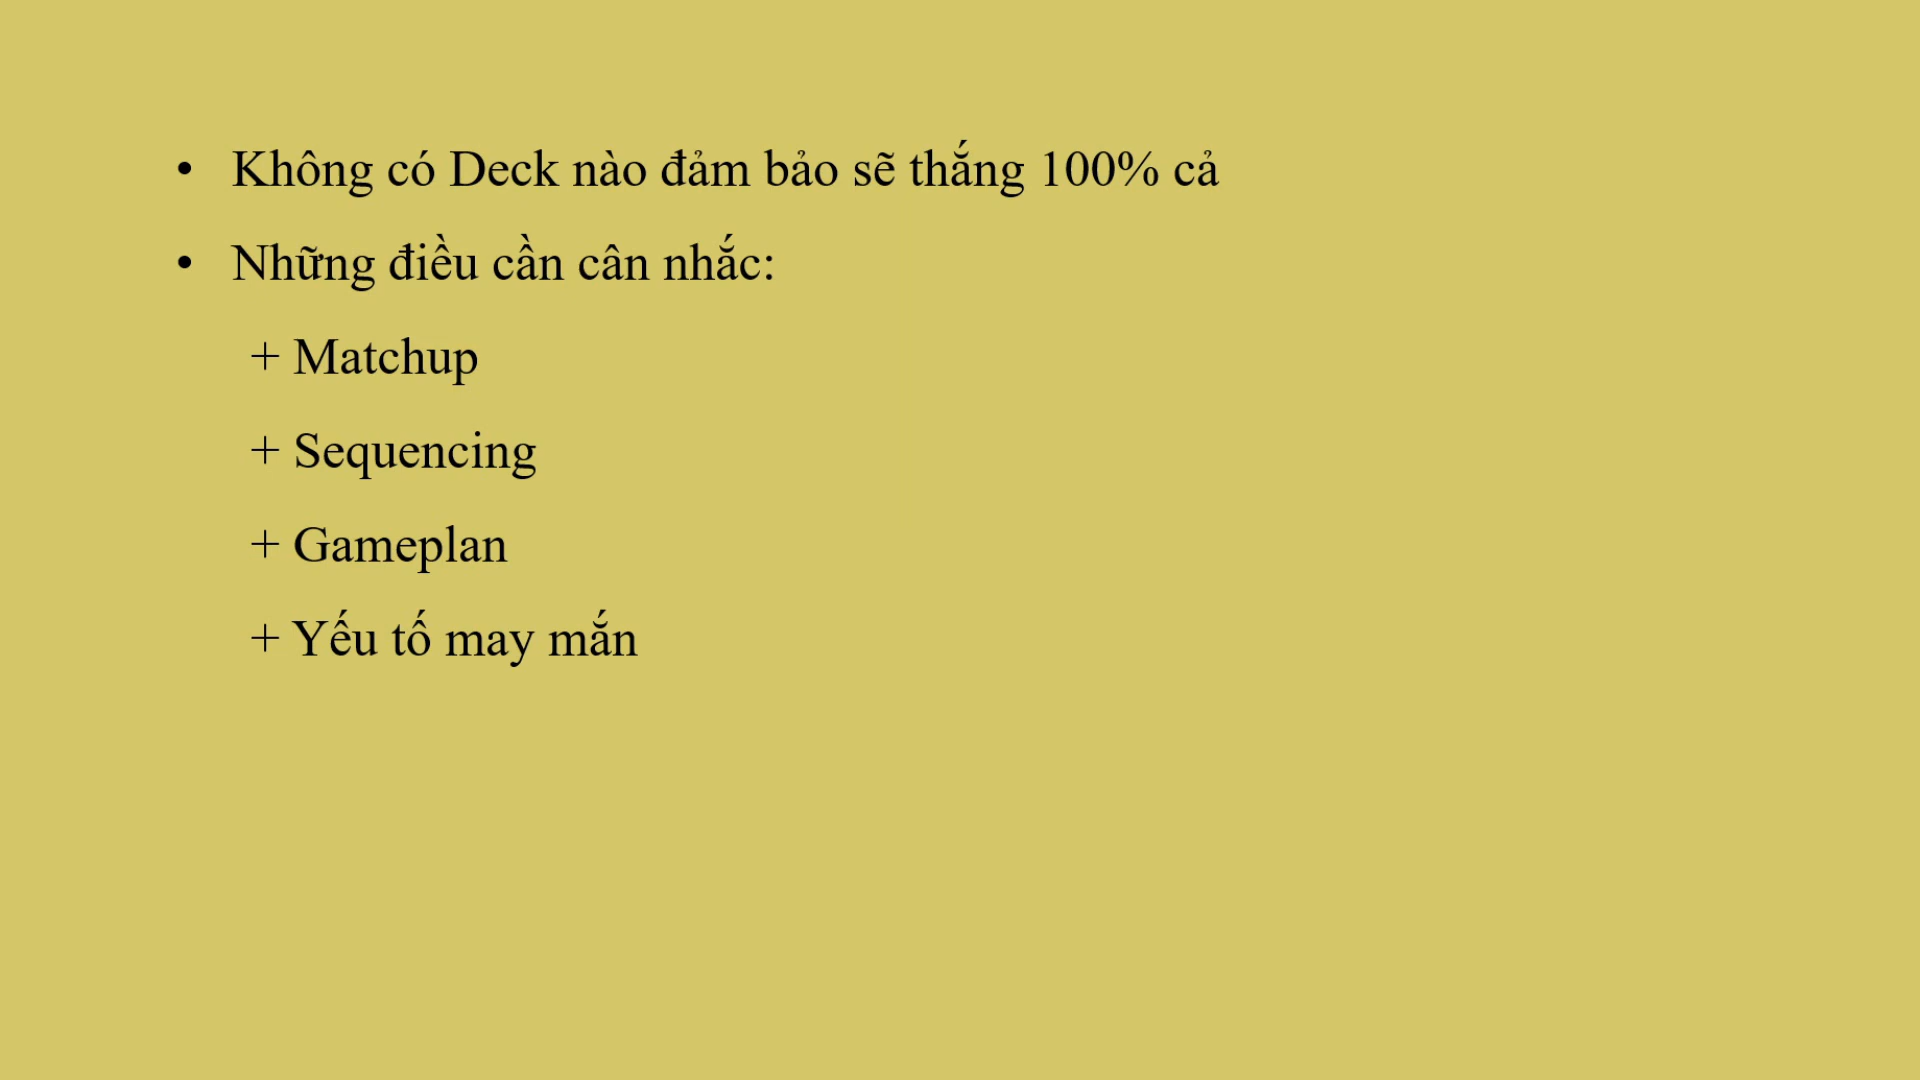 • Không có Deck nào đảm bảo sẽ thắng 100% cả
• Những điều cần cân nhắc:
+ Matchup
+ Sequencing
+ Gameplan
+ Yếu tố may mắn